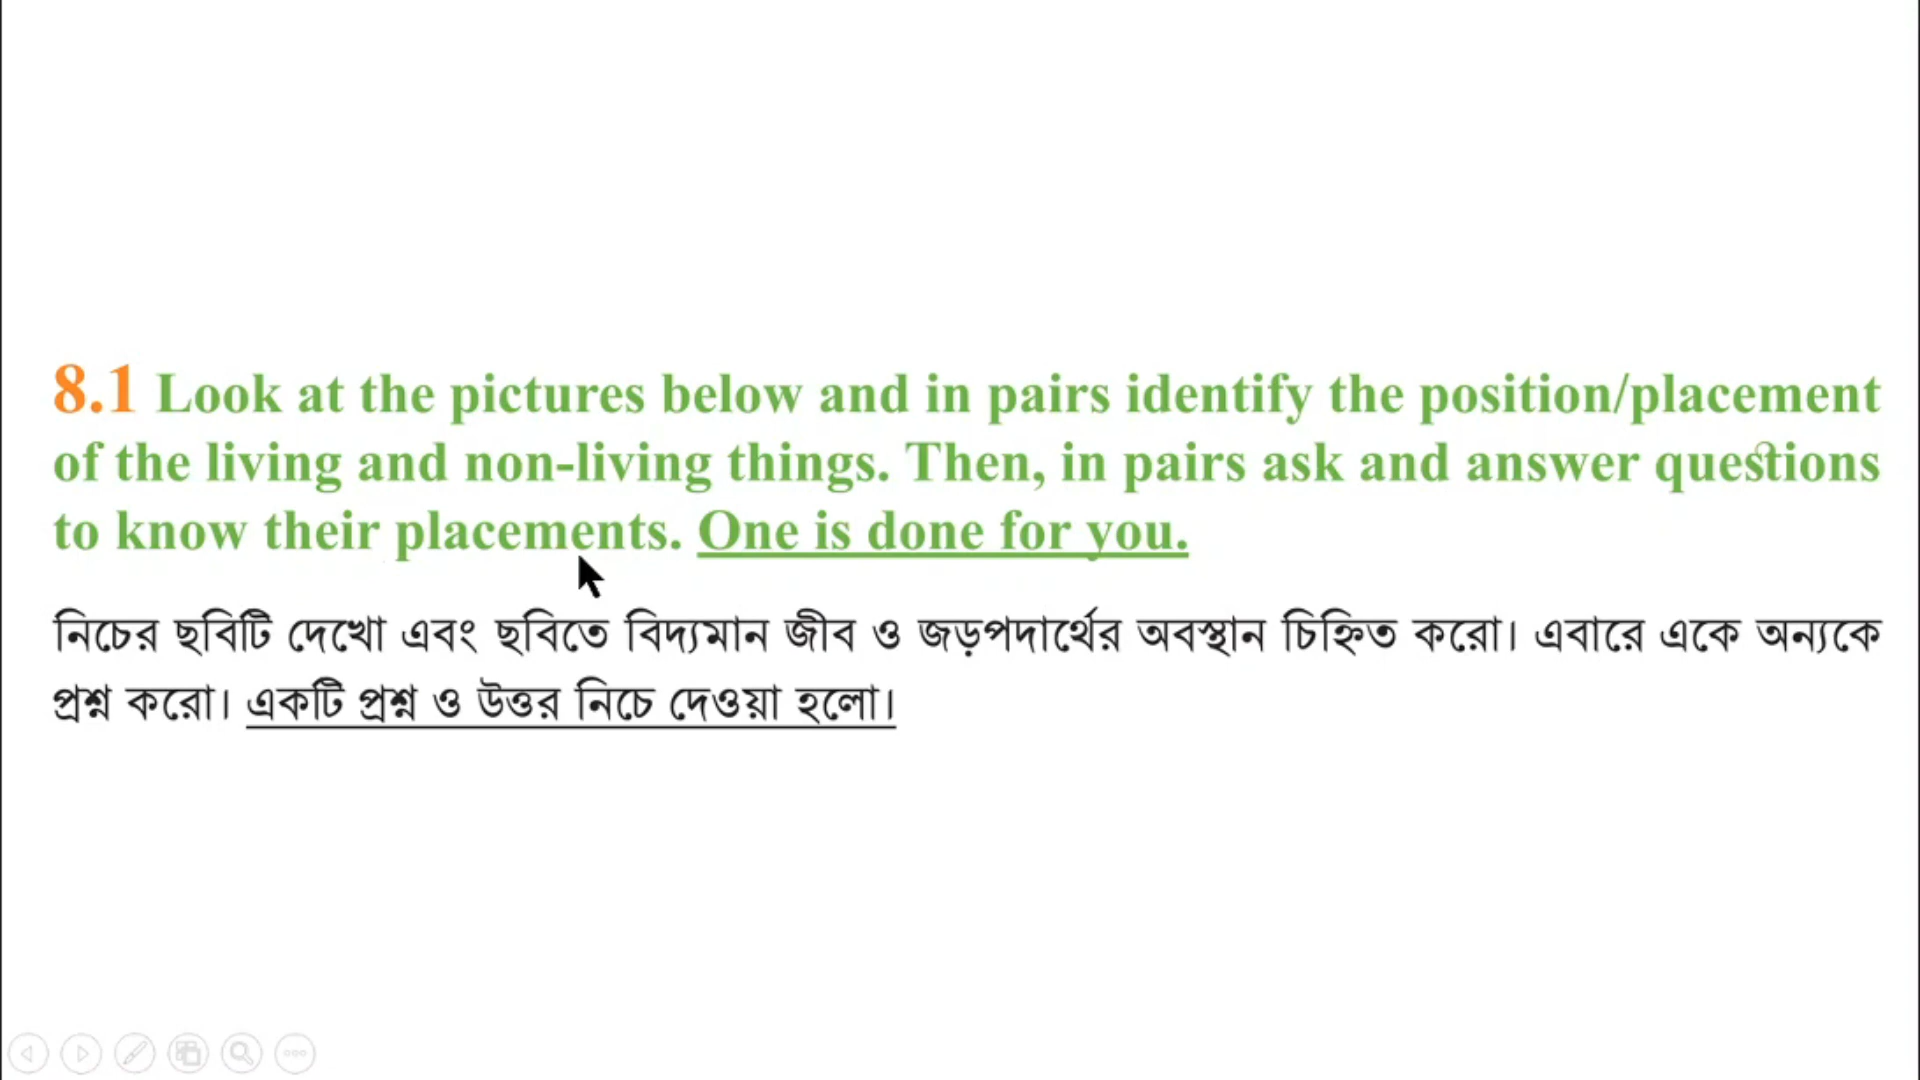 8.1 Look at the pictures below and in pairs identify the position/placement
of the living and non-living things. Then, in pairs ask and answer questions
to know their placements. One is done for you.
নিচের ছবিটি দেখো এবং ছবিতে বিদ্যমান জীব ও জড়পদার্থের অবস্থান চিহ্নিত করো। এবারে একে অন্যকে
প্রশ্ন করো। একটি প্রশ্ন ও উত্তর নিচে দেওয়া হলো।